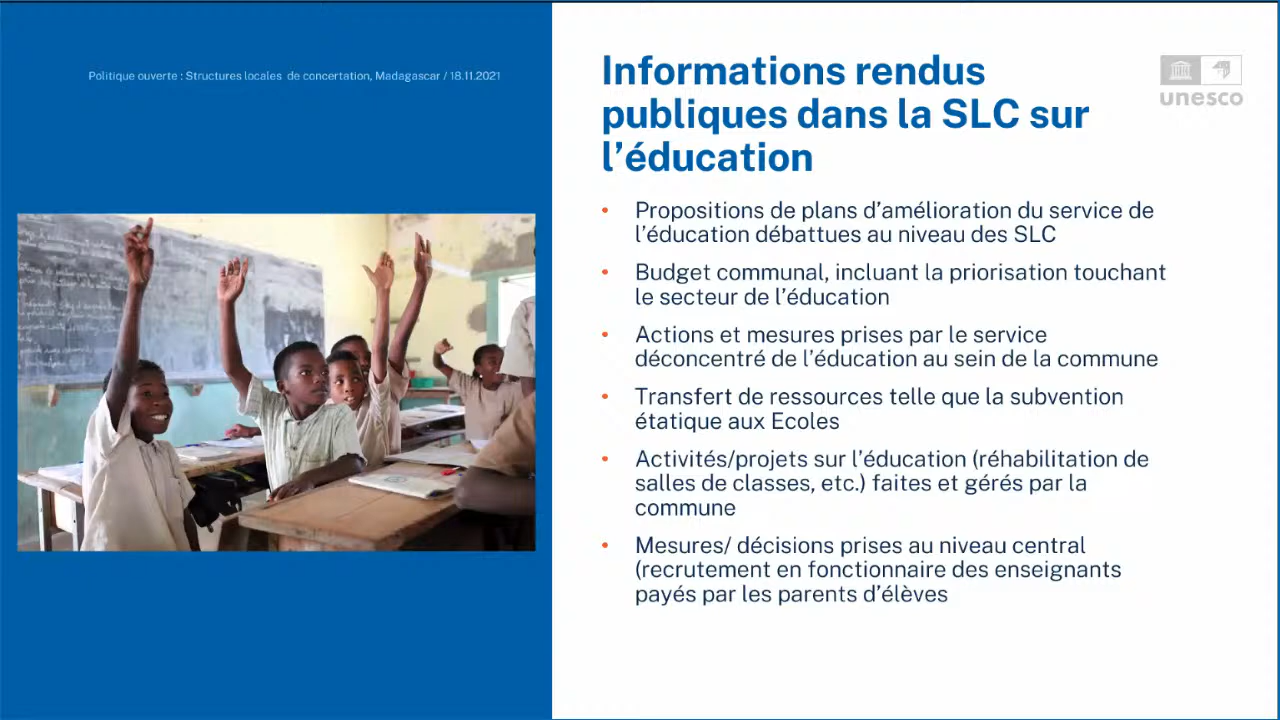 Politique ouverte : Structures locales de concertation, Madagascar / 18.11.2021
Informations rendus
publiques dans la SLC sur
l’éducation
unesco
• Propositions de plans d’amélioration du service de
l’éducation débattues au niveau des SLC
• Budget communal, incluant la priorisation touchant
le secteur de l’éducation
• Actions et mesures prises par le service
déconcentré de l’éducation au sein de la commune
• Transfert de ressources telle que la subvention
étatique aux Ecoles
• Activités/projets sur l’éducation (réhabilitation de
salles de classes, etc.) faites et gérés par la
commune
• Mesures/ décisions prises au niveau central
(recrutement en fonctionnaire des enseignants
payés par les parents d’élèves